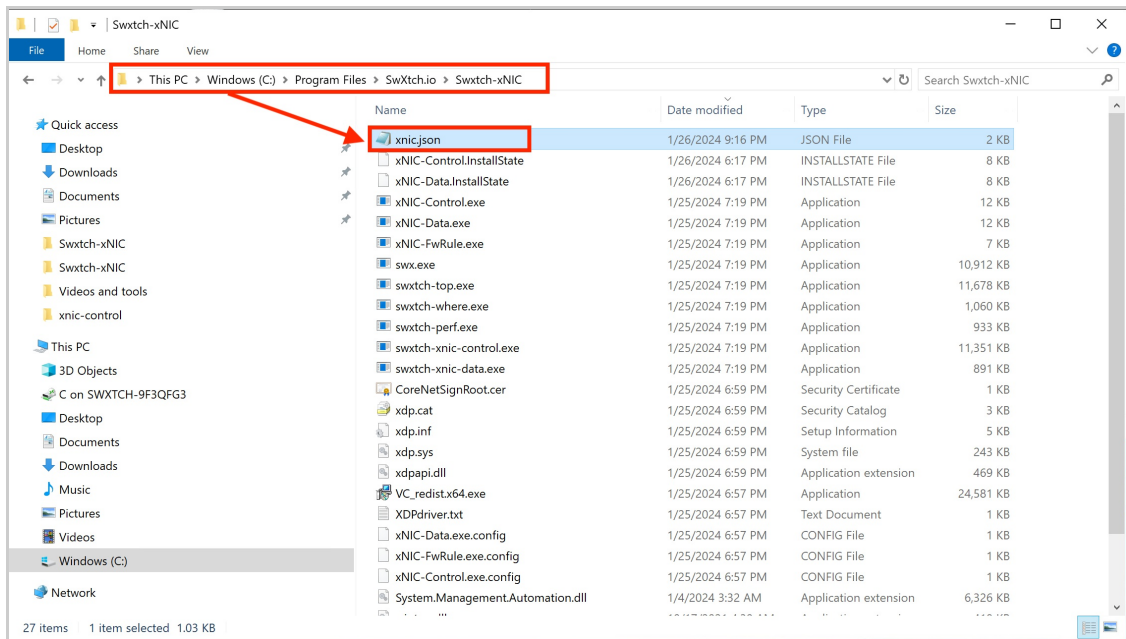 Swxtch-xNIC
File Home Share View
This PC > Windows (C:) > Program Files > SwXtch.io > Swxtch-xNIC
Search Swxtch-xNIC
Name Date modified Type Size
Quick access
Desktop
Downloads
Documents
Pictures
Swxtch-xNIC
Swxtch-xNIC
Videos and tools
xnic-control
This PC
3D Objects
C on SWXTCH-9F3QFG3
Desktop
Documents
Downloads
Music
Pictures
Videos
Windows (C:)
Network
xnic.json 1/26/2024 9:16 PM JSON File 2 KB
xNIC-Control.InstallState 1/26/2024 6:17 PM INSTALLSTATE File 8 KB
xNIC-Data.InstallState 1/26/2024 6:17 PM INSTALLSTATE File 8 KB
xNIC-Control.exe 1/25/2024 7:19 PM Application 12 KB
xNIC-Data.exe 1/25/2024 7:19 PM Application 12 KB
xNIC-FwRule.exe 1/25/2024 7:19 PM Application 7 KB
swx.exe 1/25/2024 7:19 PM Application 10,912 KB
swxtch-top.exe 1/25/2024 7:19 PM Application 11,678 KB
swxtch-where.exe 1/25/2024 7:19 PM Application 1,060 KB
swxtch-perf.exe 1/25/2024 7:19 PM Application 933 KB
swxtch-xnic-control.exe 1/25/2024 7:19 PM Application 11,351 KB
swxtch-xnic-data.exe 1/25/2024 7:19 PM Application 891 KB
CoreNetSignRoot.cer 1/25/2024 6:59 PM Security Certificate 1 KB
xdp.cat 1/25/2024 6:59 PM Security Catalog 3 KB
xdp.inf 1/25/2024 6:59 PM Setup Information 5 KB
xdp.sys 1/25/2024 6:59 PM System file 243 KB
xdpapi.dll 1/25/2024 6:59 PM Application extension 469 KB
VC_redist.x64.exe 1/25/2024 6:57 PM Application 24,581 KB
XDPdriver.txt 1/25/2024 6:57 PM Text Document 1 KB
xNIC-Data.exe.config 1/25/2024 6:57 PM CONFIG File 1 KB
xNIC-FwRule.exe.config 1/25/2024 6:57 PM CONFIG File 1 KB
xNIC-Control.exe.config 1/25/2024 6:57 PM CONFIG File 1 KB
System.Management.Automation.dll 1/4/2024 3:32 AM Application extension 6,326 KB
27 items 1 item selected 1.03 KB